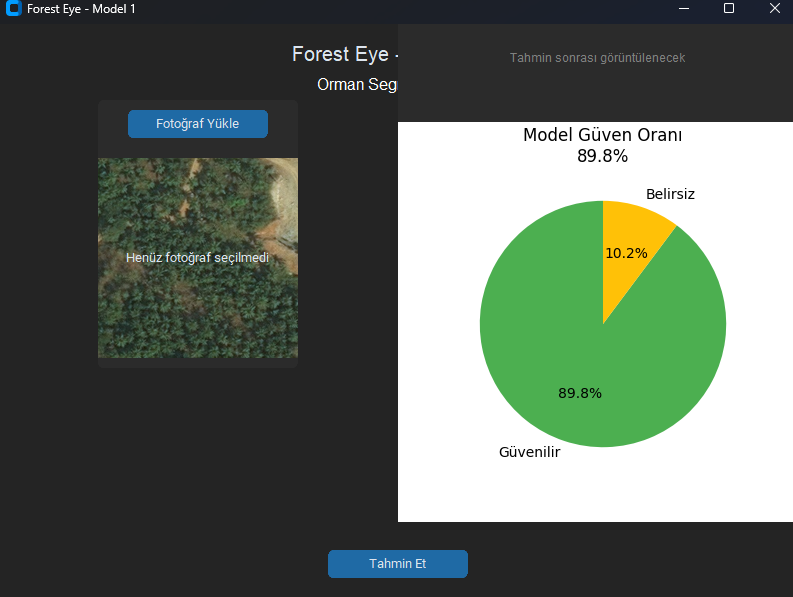 Forest Eye - Model 1
Forest Eye -
Orman Seg
Fotoğraf Yükle
Henüz fotoğraf seçilmedi
Tahmin sonrası görüntülenecek
Model Güven Oranı
89.8%
Belirsiz
10.2%
89.8%
Güvenilir
Tahmin Et